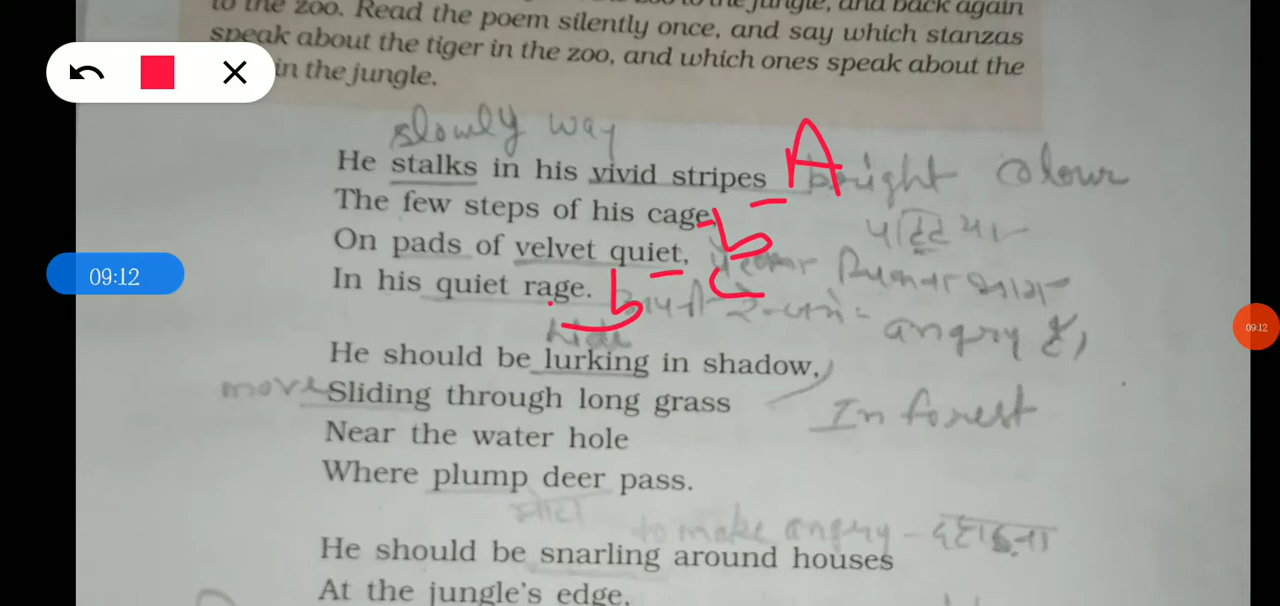 to the zoo. Read the poem silently once, and say which stanzas
speak about the tiger in the zoo, and which ones speak about the
in the jungle.
slowly way
He stalks in his vivid stripes A bright colour
The few steps of his cage, b
On pads of velvet quiet, c
In his quiet rage. b
angry है,
hide
He should be lurking in shadow,
move Sliding through long grass In forest
Near the water hole
Where plump deer pass.
मोटा to make angry - दहाड़ना
He should be snarling around houses
At the jungle's edge,
09:12
09:12